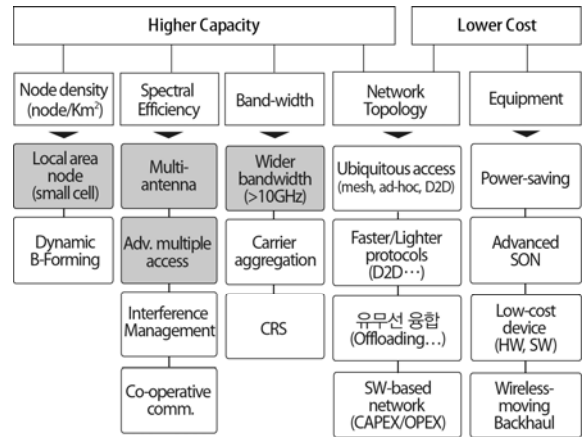 Higher Capacity
Lower Cost
Node density
(node/Km²)
Spectral
Efficiency
Band-width
Network
Topology
Equipment
Local area
node
(small cell)
Multi-
antenna
Wider
bandwidth
(>10GHz)
Ubiquitous access
(mesh, ad-hoc, D2D)
Power-saving
Dynamic
B-Forming
Adv. multiple
access
Carrier
aggregation
Faster/Lighter
protocols
(D2D⋯)
Advanced
SON
Interference
Management
CRS
유무선 융합
(Offloading…)
Low-cost
device
(HW, SW)
Co-operative
comm.
SW-based
network
(CAPEX/OPEX)
Wireless-
moving
Backhaul